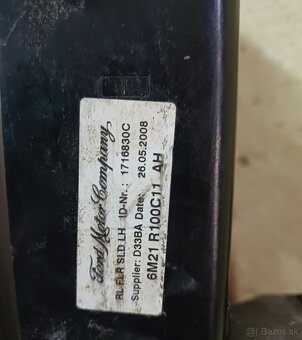 Ford Motor Company
RL FLR SLD LH ID-Nr.: 1716830C
Supplier: D33BA Date: 26.05.2008
6M21 R100C11 AH
bazos.sk